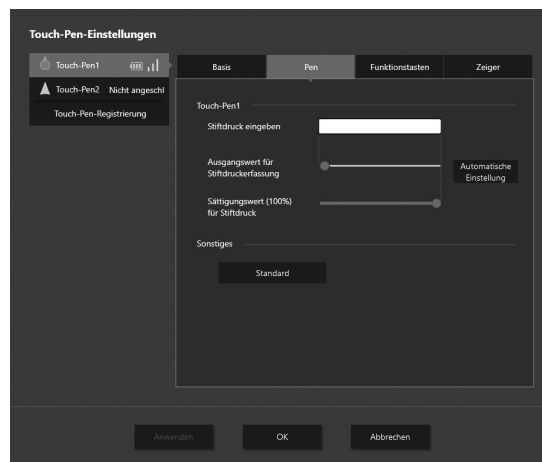 Touch-Pen-Einstellungen
Touch-Pen1
Touch-Pen2 Nicht angeschl
Touch-Pen-Registrierung
Basis Pen Funktionstasten Zeiger
Touch-Pen1
Stiftdruck eingeben
Ausgangswert für
Stiftdruckerfassung
Automatische
Einstellung
Sättigungswert (100%)
für Stiftdruck
Sonstiges
Standard
Anwenden OK Abbrechen